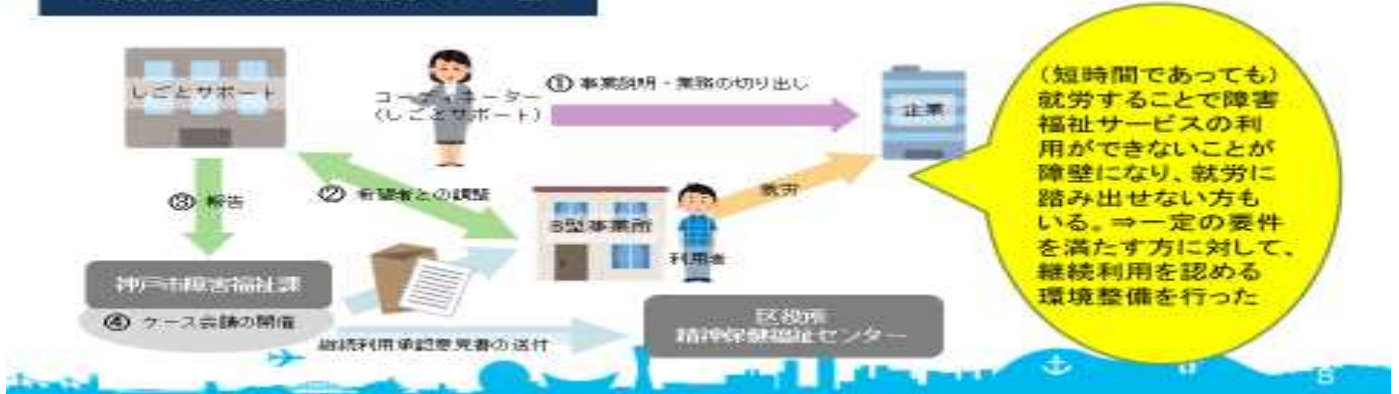 しごとサポート
コーディネーター
(しごとサポート)
① 事業説明・業務の切り出し
企業
(短時間であっても)
就労することで障害
福祉サービスの利
用ができないことが
障壁になり、就労に
踏み出せない方も
いる。⇒一定の要件
を満たす方に対して、
継続利用を認める
環境整備を行った
③ 報告
② 希望者との調整
就労
B型事業所
利用者
神戸市障害福祉課
④ ケース会議の開催
継続利用承認意見書の送付
区役所
精神保健福祉センター
8